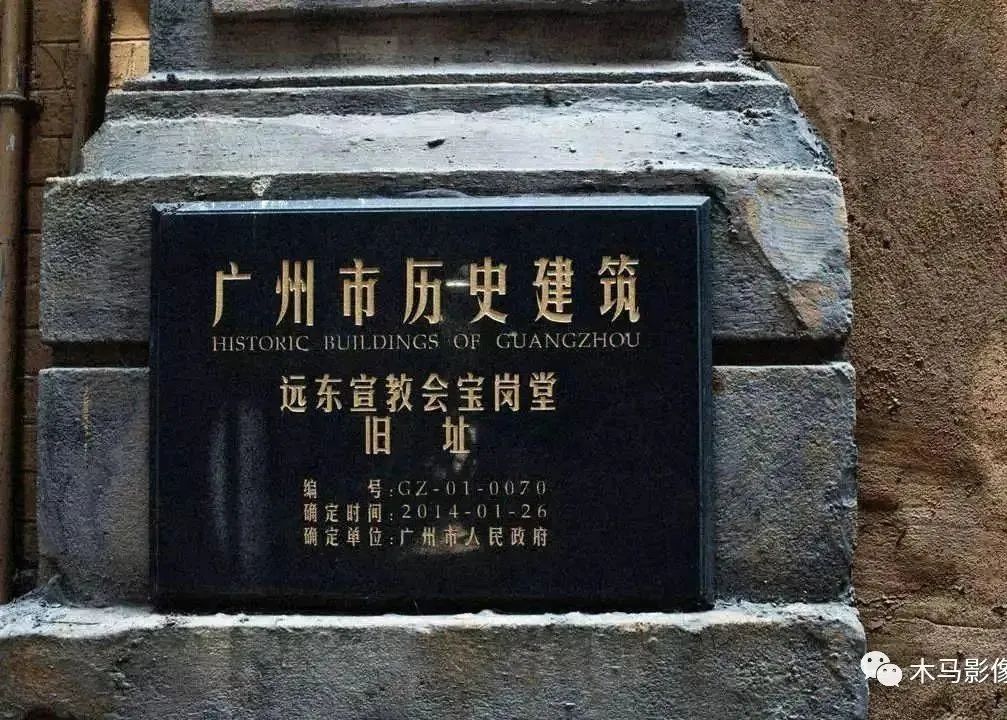 广州市历史建筑
HISTORIC BUILDINGS OF GUANGZHOU
远东宣教会宝岗堂
旧 址
编 号:GZ-01-0070
确定时间:2014-01-26
确定单位:广州市人民政府
木马影像